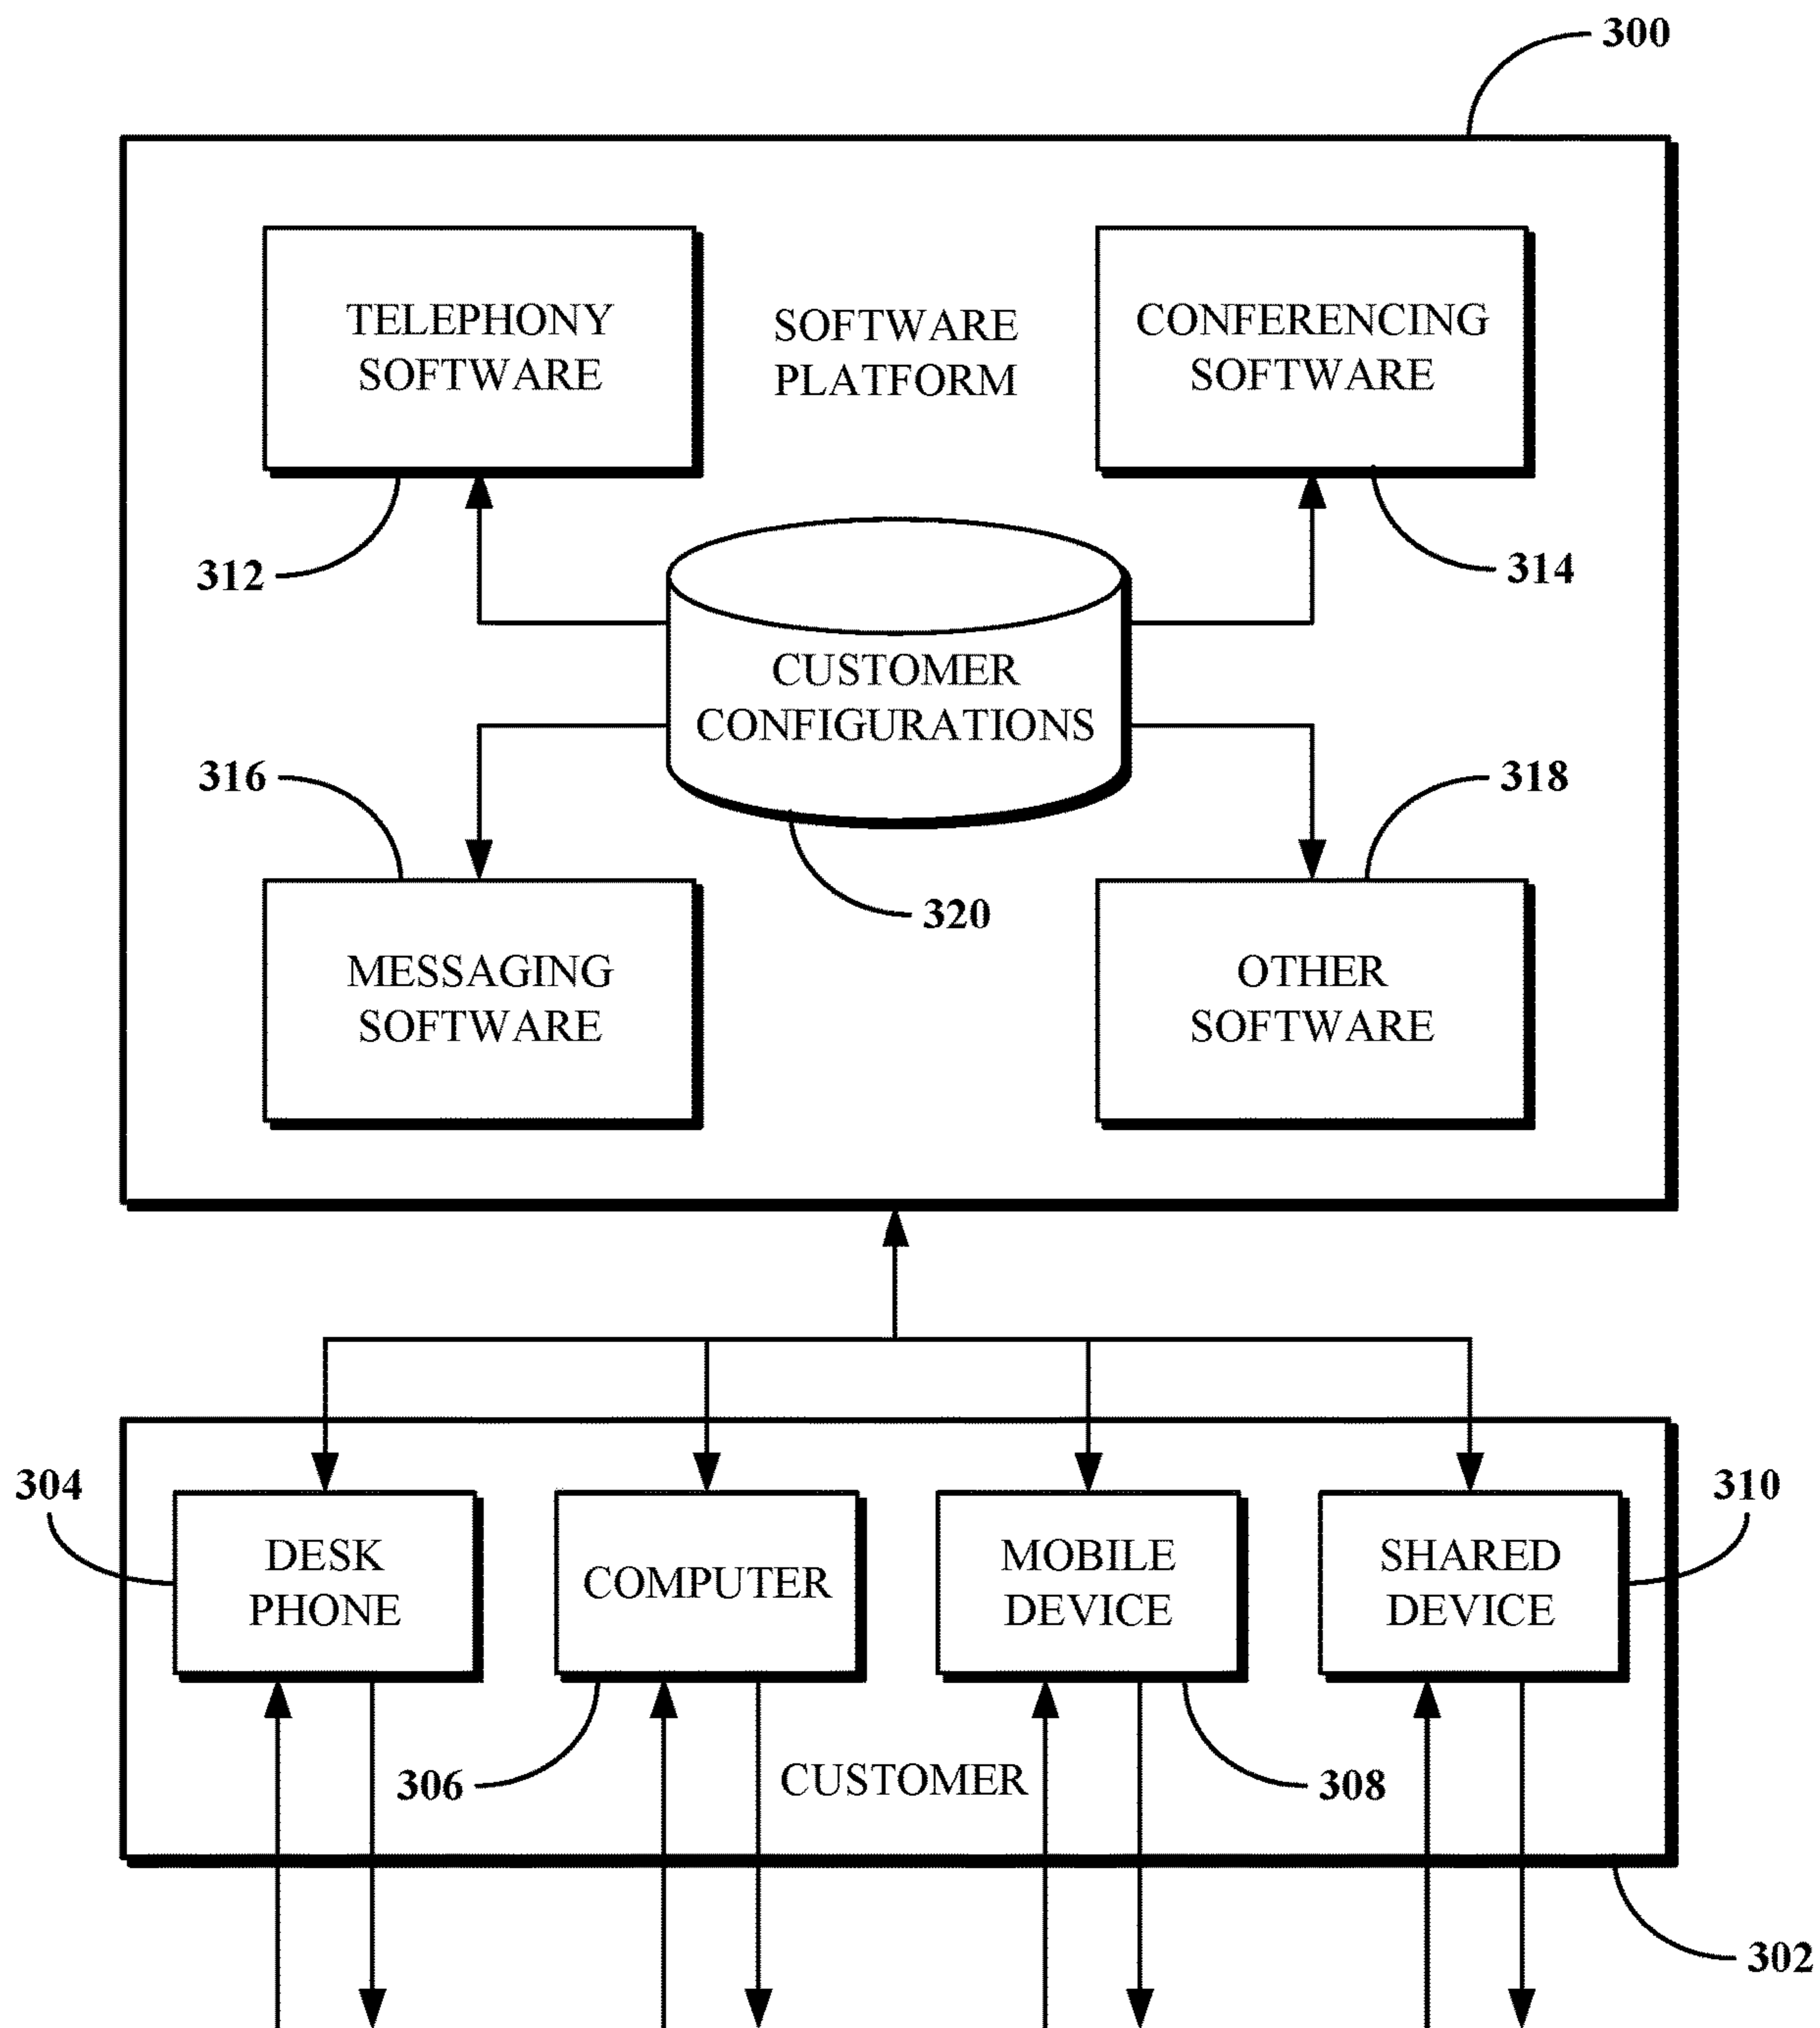 300
TELEPHONY
SOFTWARE
SOFTWARE
PLATFORM
CONFERENCING
SOFTWARE
312
314
CUSTOMER
CONFIGURATIONS
316
318
320
MESSAGING
SOFTWARE
OTHER
SOFTWARE
304
310
DESK
PHONE
COMPUTER
MOBILE
DEVICE
SHARED
DEVICE
306
CUSTOMER
308
302